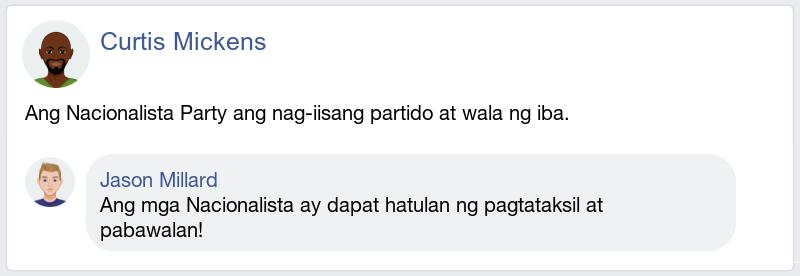 Curtis Mickens
Ang Nacionalista Party ang nag-iisang partido at wala ng iba.
Jason Millard
Ang mga Nacionalista ay dapat hatulan ng pagtataksil at
pabawalan!